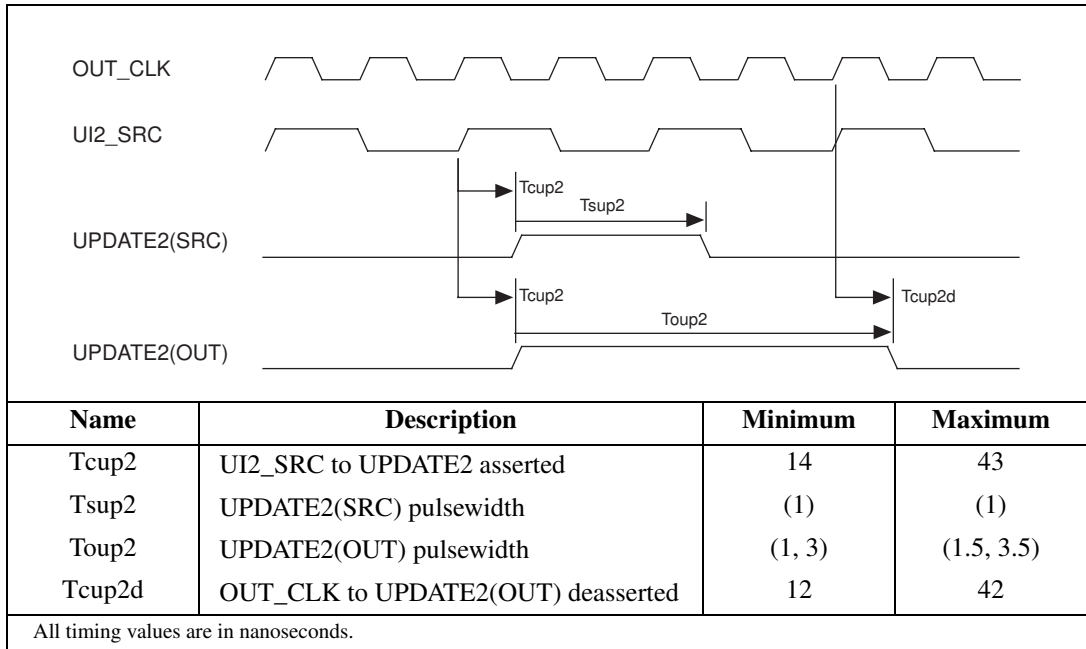 OUT_CLK
UI2_SRC
Tcup2
Tsup2
UPDATE2(SRC)
Tcup2
Tcup2d
Toup2
UPDATE2(OUT)
Name Description Minimum Maximum
Tcup2 UI2_SRC to UPDATE2 asserted 14 43
Tsup2 UPDATE2(SRC) pulsewidth (1) (1)
Toup2 UPDATE2(OUT) pulsewidth (1, 3) (1.5, 3.5)
Tcup2d OUT_CLK to UPDATE2(OUT) deasserted 12 42
All timing values are in nanoseconds.